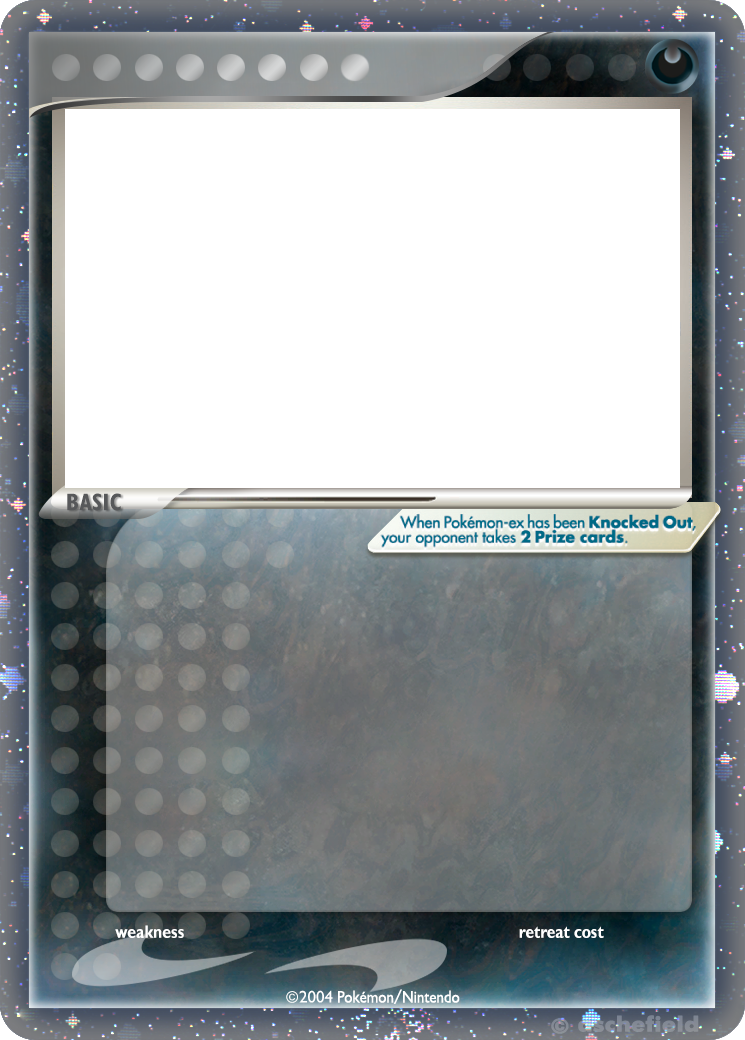 BASIC
When Pokémon-ex has been Knocked Out,
your opponent takes 2 Prize cards.
weakness
retreat cost
©2004 Pokémon/Nintendo
© aschefield